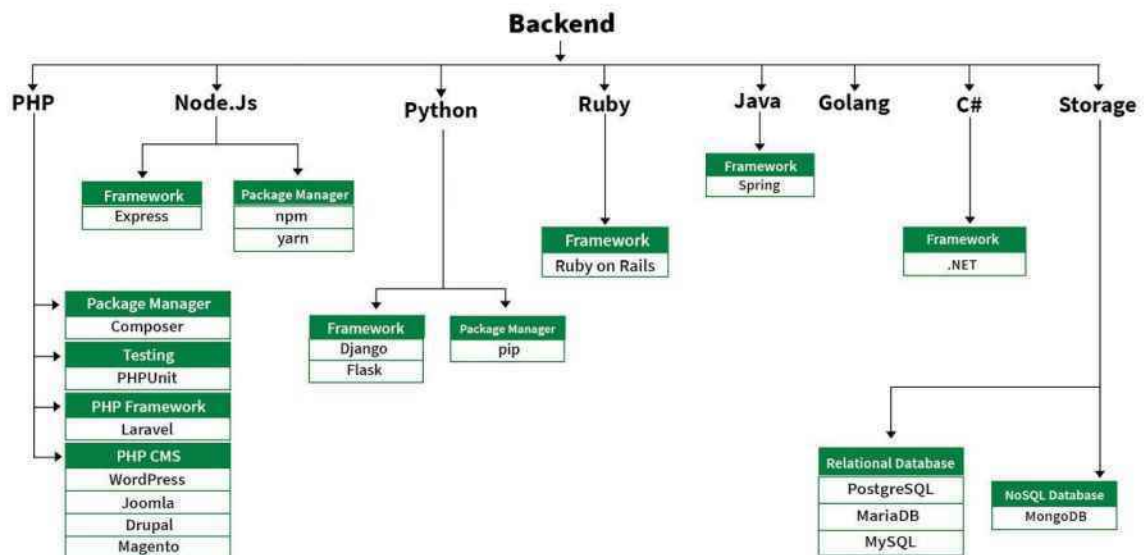 Backend
PHP
Node.Js
Python
Ruby
Java
Golang
C#
Storage
Framework
Express
Package Manager
npm
yarn
Framework
Spring
Framework
Ruby on Rails
Framework
.NET
Package Manager
Composer
Testing
PHPUnit
PHP Framework
Laravel
PHP CMS
WordPress
Joomla
Drupal
Magento
Framework
Django
Flask
Package Manager
pip
Relational Database
PostgreSQL
MariaDB
MySQL
NoSQL Database
MongoDB